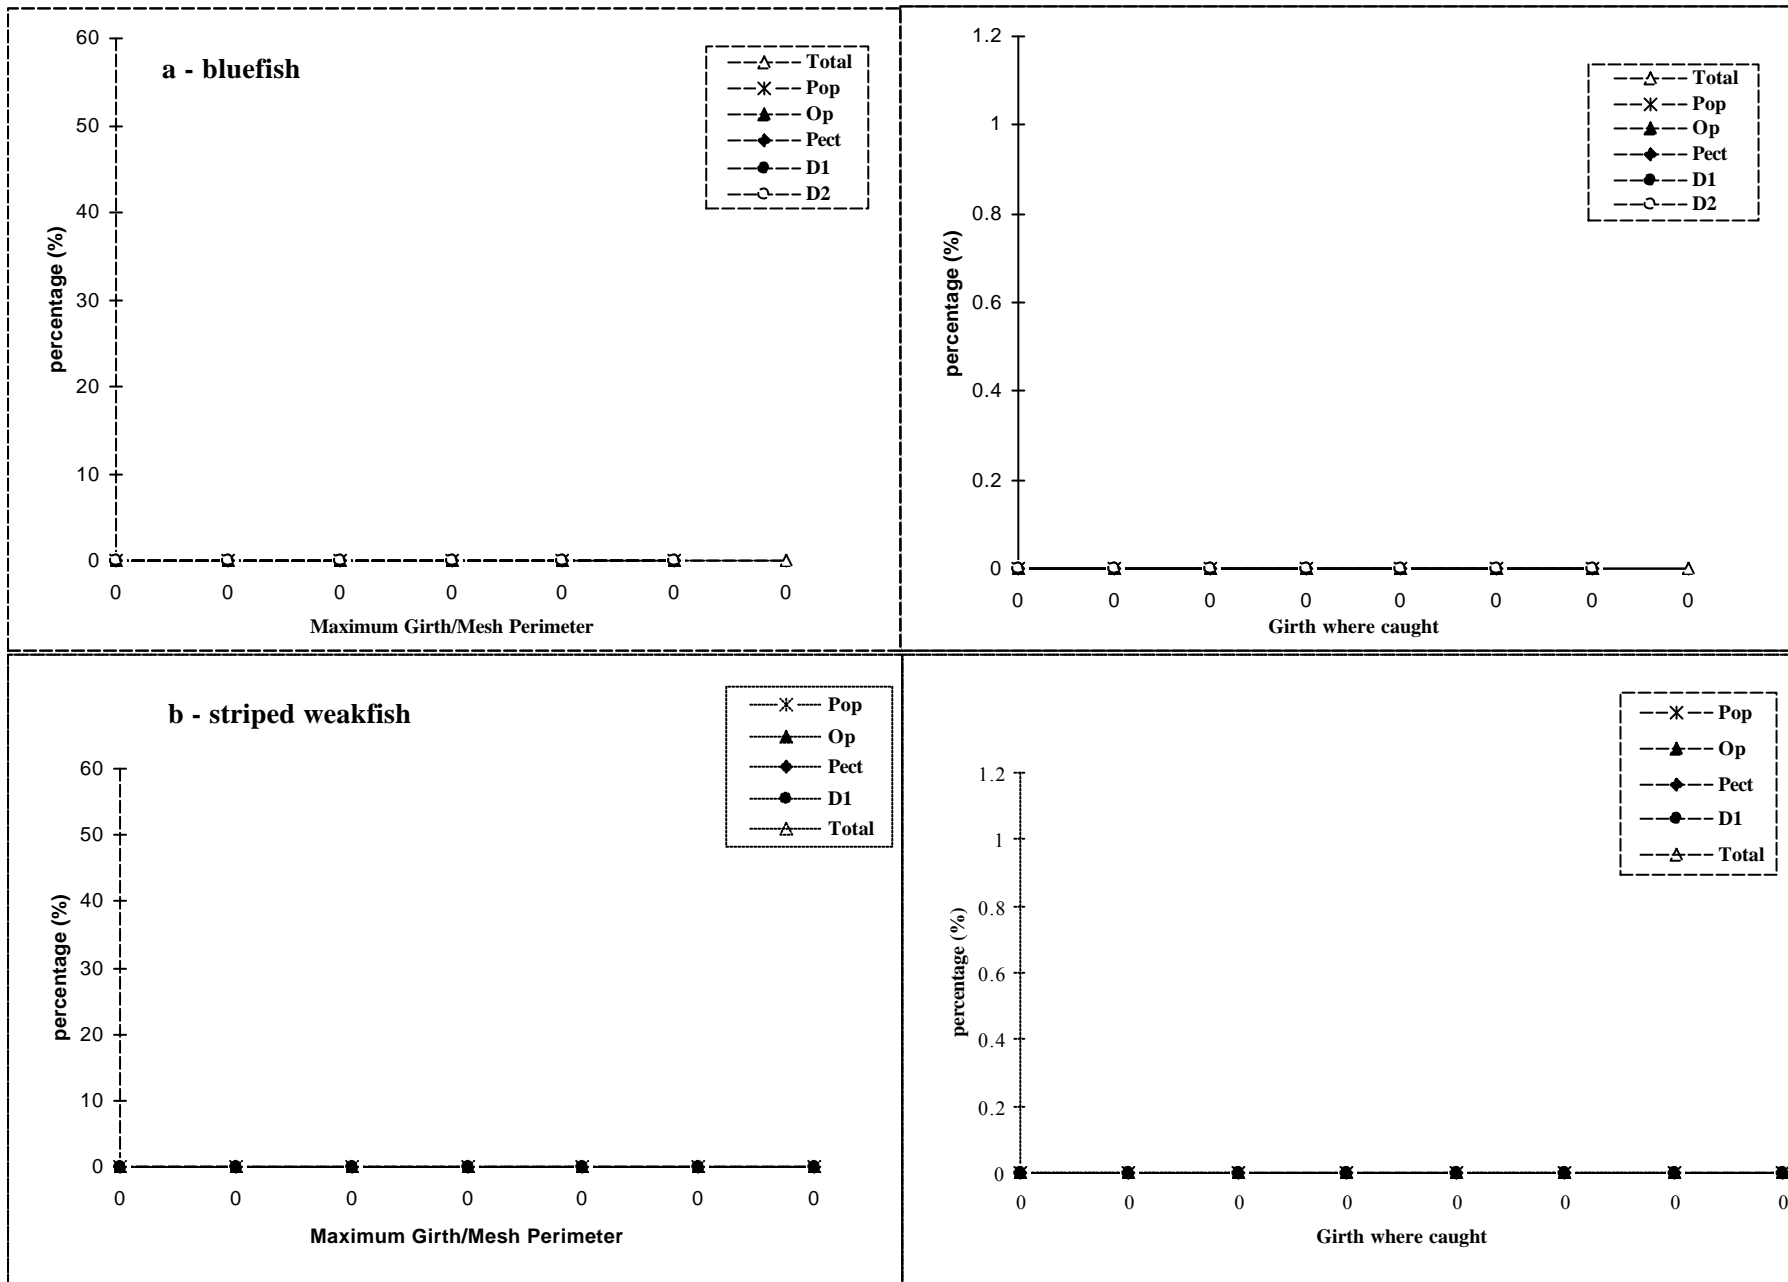 a - bluefish
60
50
40
30
20
10
0
percentage (%)
Total
Pop
Op
Pect
D1
D2
0 0 0 0 0 0 0
Maximum Girth/Mesh Perimeter
1.2
1
0.8
0.6
0.4
0.2
0
percentage (%)
Total
Pop
Op
Pect
D1
D2
0 0 0 0 0 0 0 0
Girth where caught
b - striped weakfish
60
50
40
30
20
10
0
percentage (%)
Pop
Op
Pect
D1
Total
0 0 0 0 0 0 0
Maximum Girth/Mesh Perimeter
1.2
1
0.8
0.6
0.4
0.2
0
percentage (%)
Pop
Op
Pect
D1
Total
0 0 0 0 0 0 0 0
Girth where caught